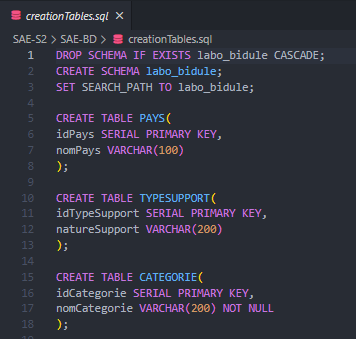 creationTables.sql ×
SAE-S2 > SAE-BD > creationTables.sql
1 DROP SCHEMA IF EXISTS labo_bidule CASCADE;
2 CREATE SCHEMA labo_bidule;
3 SET SEARCH_PATH TO labo_bidule;
4
5 CREATE TABLE PAYS(
6 idPays SERIAL PRIMARY KEY,
7 nomPays VARCHAR(100)
8 );
9
10 CREATE TABLE TYPESUPPORT(
11 idTypeSupport SERIAL PRIMARY KEY,
12 natureSupport VARCHAR(200)
13 );
14
15 CREATE TABLE CATEGORIE(
16 idCategorie SERIAL PRIMARY KEY,
17 nomCategorie VARCHAR(200) NOT NULL
18 );